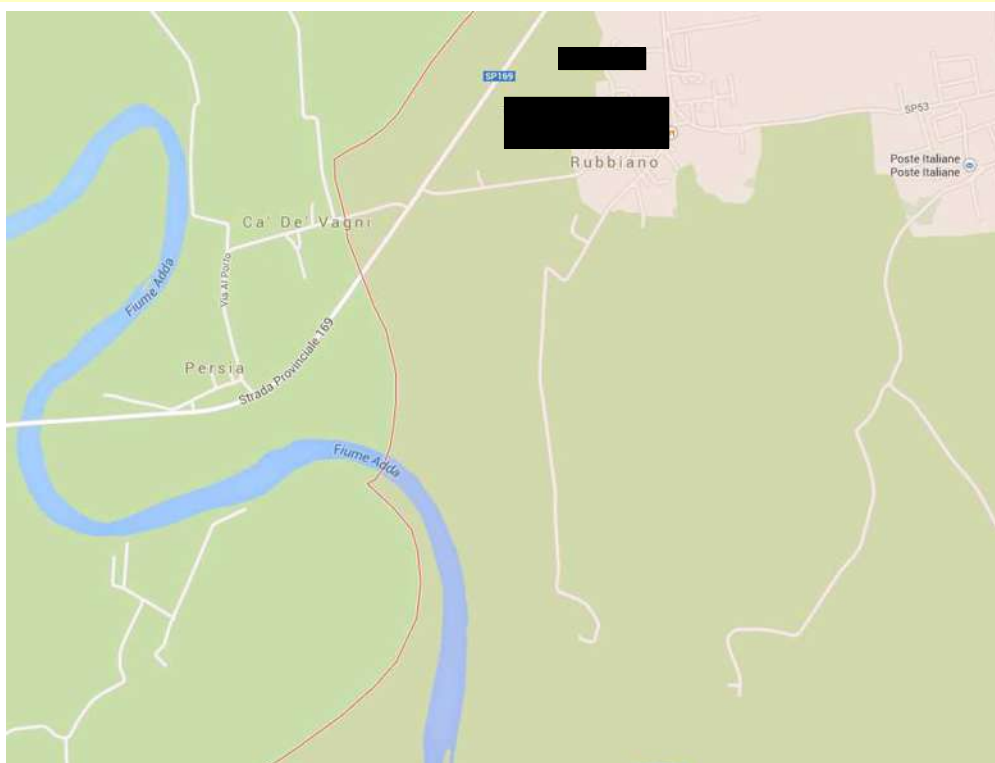 SP169
SP53
Rubbiano
Poste Italiane
Poste Italiane
Ca' De' Vagni
Via Al Porto
Fiume Adda
Persia
Strada Provinciale 169
Fiume Adda